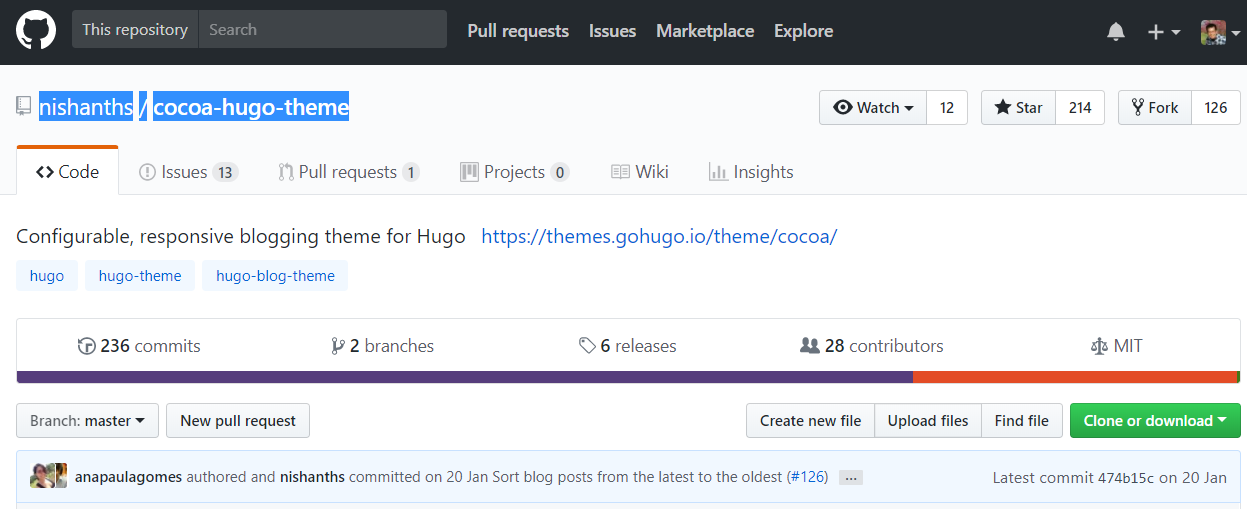 This repository Search Pull requests Issues Marketplace Explore
nishanths / cocoa-hugo-theme Watch 12 Star 214 Fork 126
Code Issues 13 Pull requests 1 Projects 0 Wiki Insights
Configurable, responsive blogging theme for Hugo https://themes.gohugo.io/theme/cocoa/
hugo hugo-theme hugo-blog-theme
236 commits 2 branches 6 releases 28 contributors MIT
Branch: master New pull request Create new file Upload files Find file Clone or download
anapaulagomes authored and nishanths committed on 20 Jan Sort blog posts from the latest to the oldest (#126) ... Latest commit 474b15c on 20 Jan